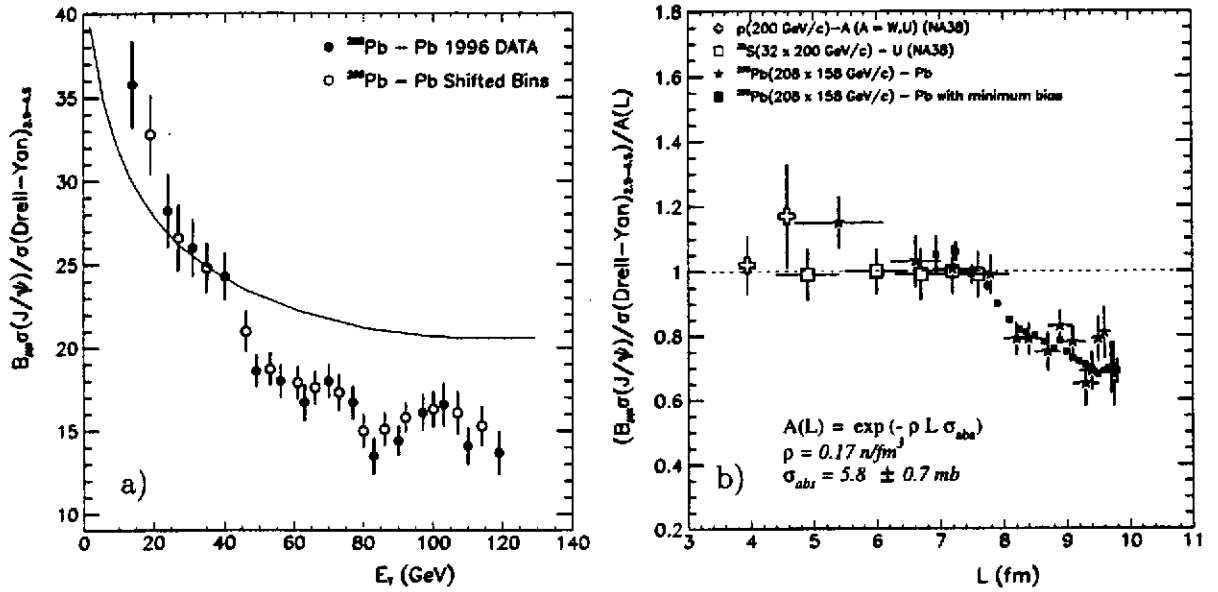 B_μμσ(J/ψ)/σ(Drell-Yan)_2.9-4.5
40
35
30
25
20
15
10
● ²⁰⁸Pb - Pb 1996 DATA
○ ²⁰⁸Pb - Pb Shifted Bins
a)
0 20 40 60 80 100 120 140
E_T (GeV)
(B_μμσ(J/ψ)/σ(Drell-Yan)_2.9-4.5)/A(L)
1.8
1.6
1.4
1.2
1
0.8
0.6
0.4
0.2
p(200 GeV/c)-A (A = W,U) (NA38)
³²S(32 x 200 GeV/c) - U (NA38)
²⁰⁸Pb(208 x 158 GeV/c) - Pb
²⁰⁸Pb(208 x 158 GeV/c) - Pb with minimum bias
A(L) = exp (- ρ L σ_abs)
ρ = 0.17 n/fm³
σ_abs = 5.8 ± 0.7 mb
b)
3 4 5 6 7 8 9 10 11
L (fm)